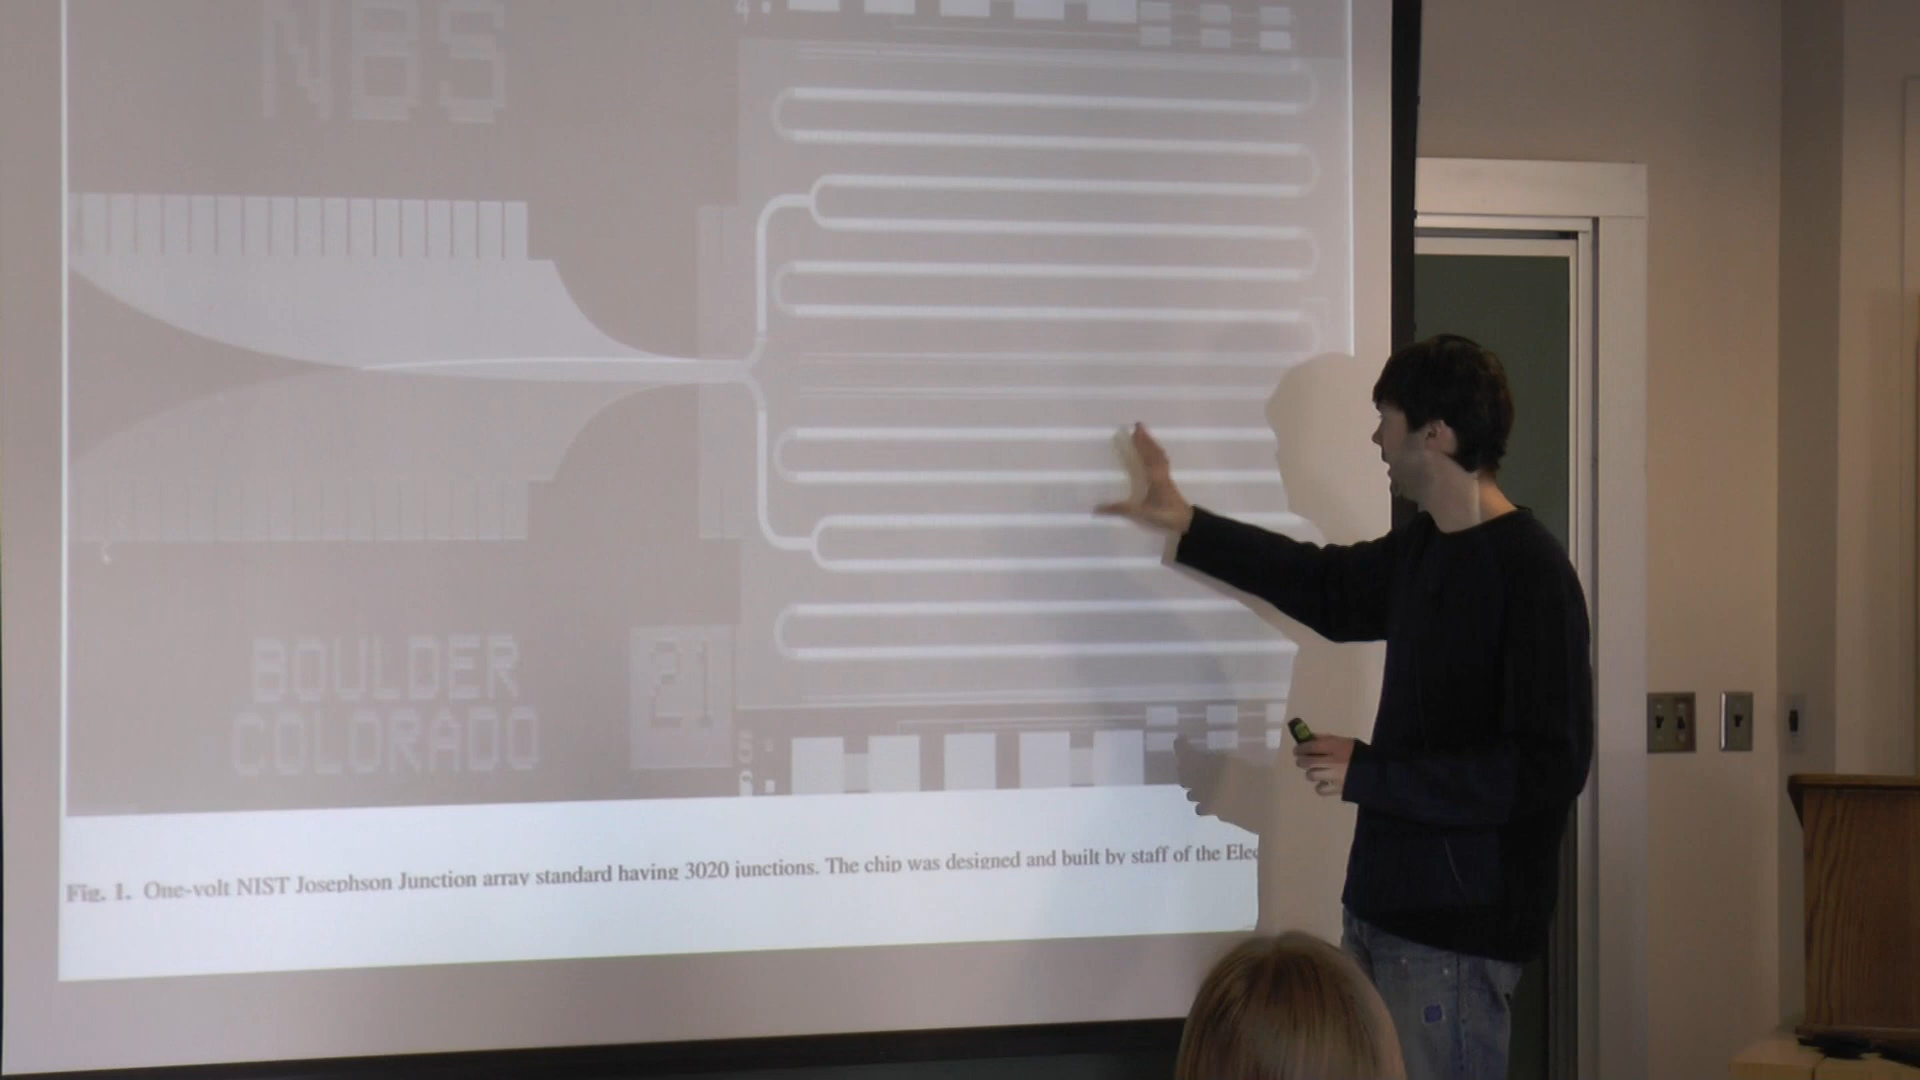 NBS
BOULDER
COLORADO
21
Fig. 1. One-volt NIST Josephson Junction array standard having 3020 junctions. The chip was designed and built by staff of the Elec